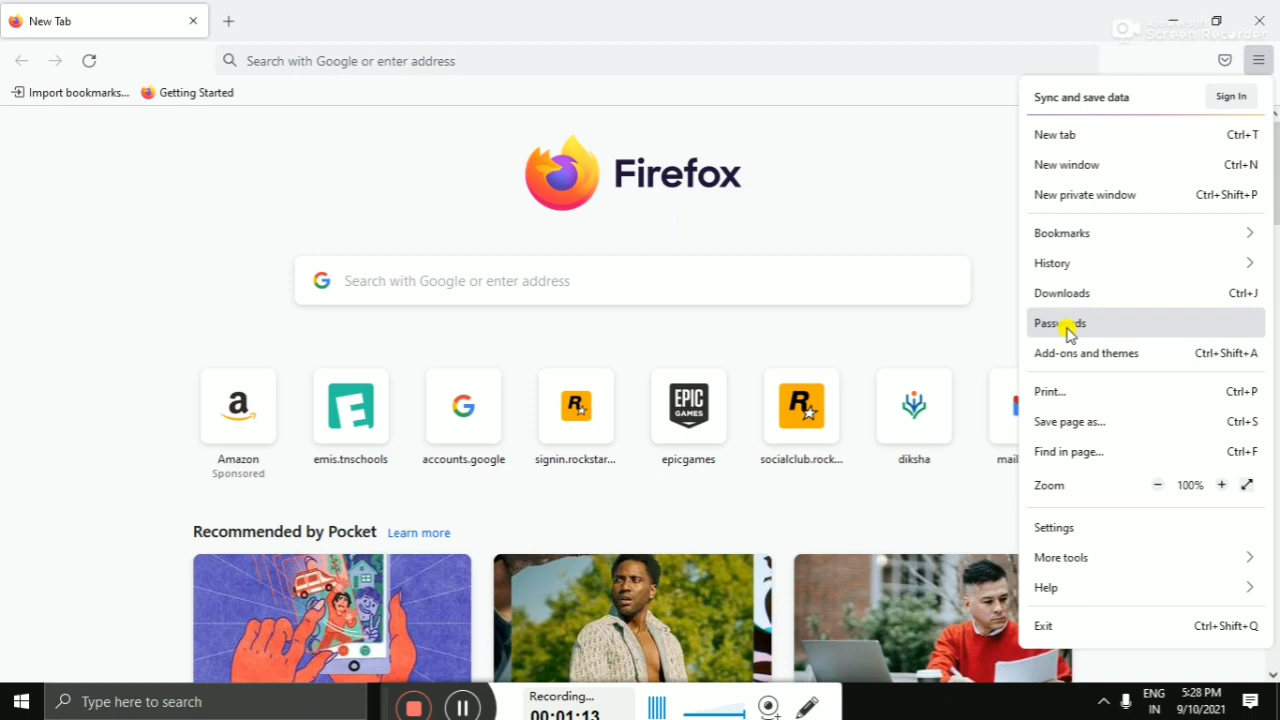 New Tab
Screen Recorder
Search with Google or enter address
Import bookmarks...
Getting Started
Sync and save data
Sign In
New tab Ctrl+T
New window Ctrl+N
New private window Ctrl+Shift+P
Bookmarks
History
Downloads Ctrl+J
Passwords
Add-ons and themes Ctrl+Shift+A
Print... Ctrl+P
Save page as... Ctrl+S
Find in page... Ctrl+F
Zoom 100%
Settings
More tools
Help
Exit Ctrl+Shift+Q
Firefox
Search with Google or enter address
EPIC
GAMES
Amazon
Sponsored
emis.tnschools
accounts.google
signin.rockstar...
epicgames
socialclub.rock...
diksha
mail
Recommended by Pocket Learn more
Type here to search
Recording...
00:01:13
ENG
IN
5:28 PM
9/10/2021